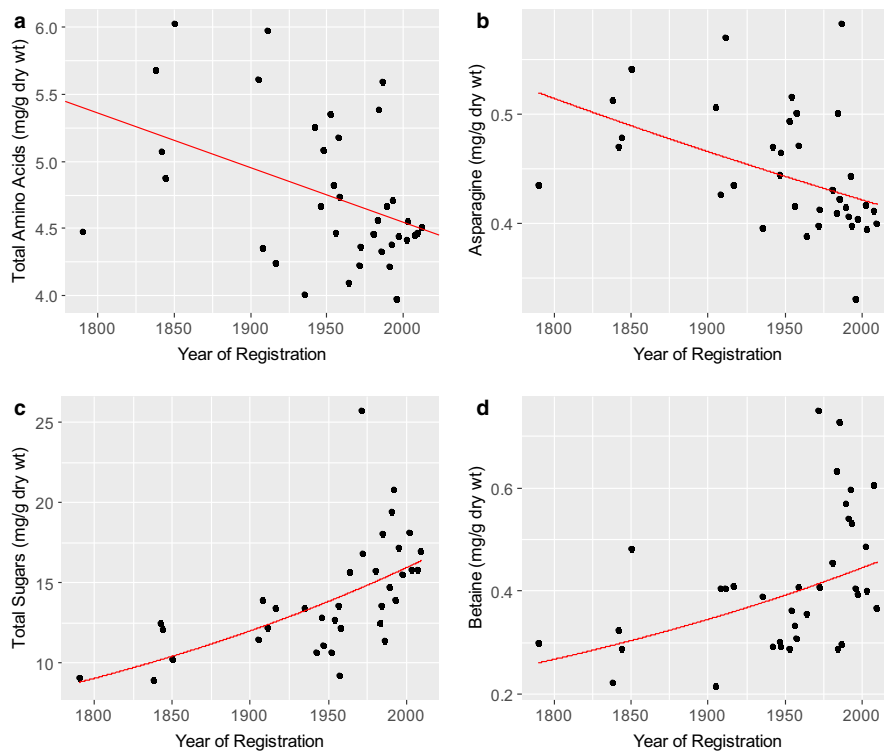 a
Total Amino Acids (mg/g dry wt)
6.0
5.5
5.0
4.5
4.0
1800 1850 1900 1950 2000
Year of Registration
b
Asparagine (mg/g dry wt)
0.5
0.4
1800 1850 1900 1950 2000
Year of Registration
c
Total Sugars (mg/g dry wt)
25
20
15
10
1800 1850 1900 1950 2000
Year of Registration
d
Betaine (mg/g dry wt)
0.6
0.4
0.2
1800 1850 1900 1950 2000
Year of Registration